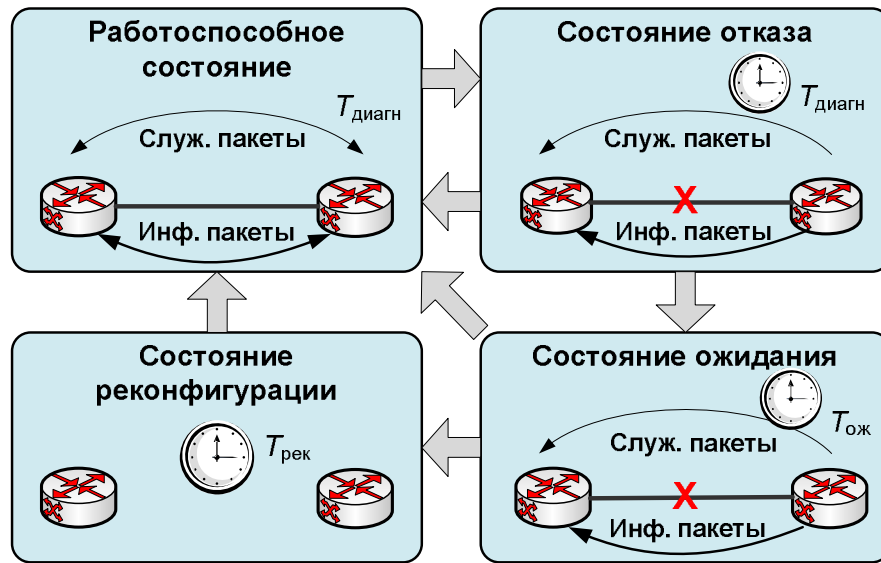 Работоспособное
состояние
Tдиагн
Служ. пакеты
Инф. пакеты
Состояние отказа
Tдиагн
Служ. пакеты
X
Инф. пакеты
Состояние
реконфигурации
Tрек
Состояние ожидания
Tож
Служ. пакеты
X
Инф. пакеты